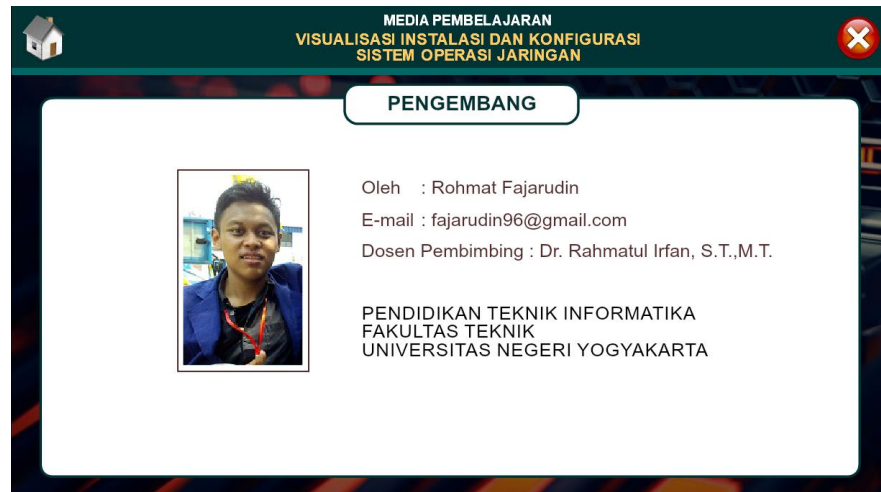 MEDIA PEMBELAJARAN
VISUALISASI INSTALASI DAN KONFIGURASI
SISTEM OPERASI JARINGAN
PENGEMBANG
Oleh : Rohmat Fajarudin
E-mail : fajarudin96@gmail.com
Dosen Pembimbing : Dr. Rahmatul Irfan, S.T.,M.T.
PENDIDIKAN TEKNIK INFORMATIKA
FAKULTAS TEKNIK
UNIVERSITAS NEGERI YOGYAKARTA